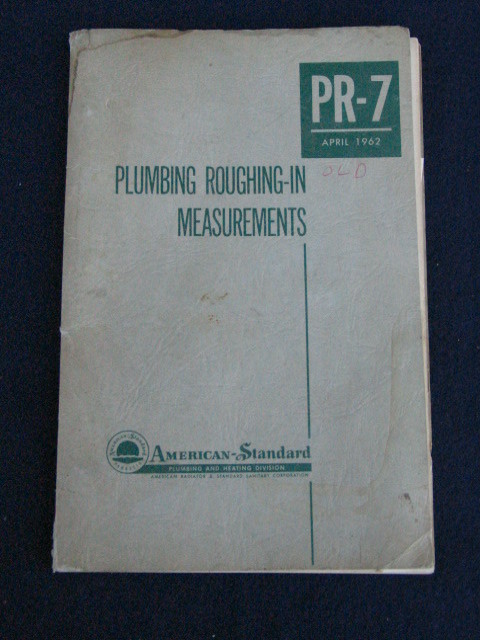 PR-7
APRIL 1962
OLD
PLUMBING ROUGHING-IN
MEASUREMENTS
AMERICAN-Standard
PLUMBING AND HEATING DIVISION
AMERICAN RADIATOR & STANDARD SANITARY CORPORATION